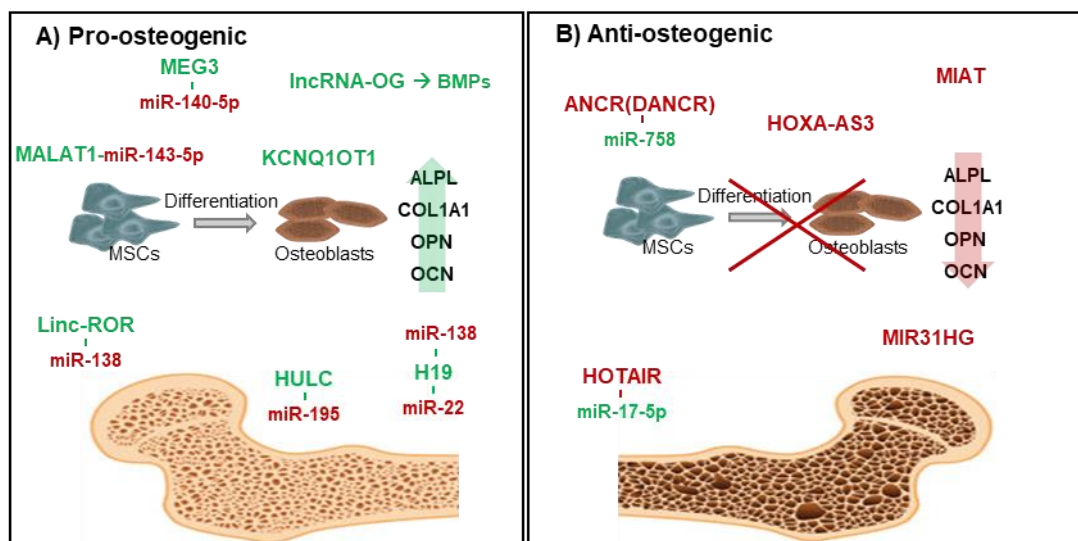 A) Pro-osteogenic
MEG3
miR-140-5p
lncRNA-OG → BMPs
MALAT1-miR-143-5p
KCNQ1OT1
Differentiation
MSCs
Osteoblasts
ALPL
COL1A1
OPN
OCN
Linc-ROR
miR-138
HULC
miR-195
miR-138
H19
miR-22
B) Anti-osteogenic
MIAT
ANCR(DANCR)
miR-758
HOXA-AS3
Differentiation
MSCs
Osteoblasts
ALPL
COL1A1
OPN
OCN
MIR31HG
HOTAIR
miR-17-5p